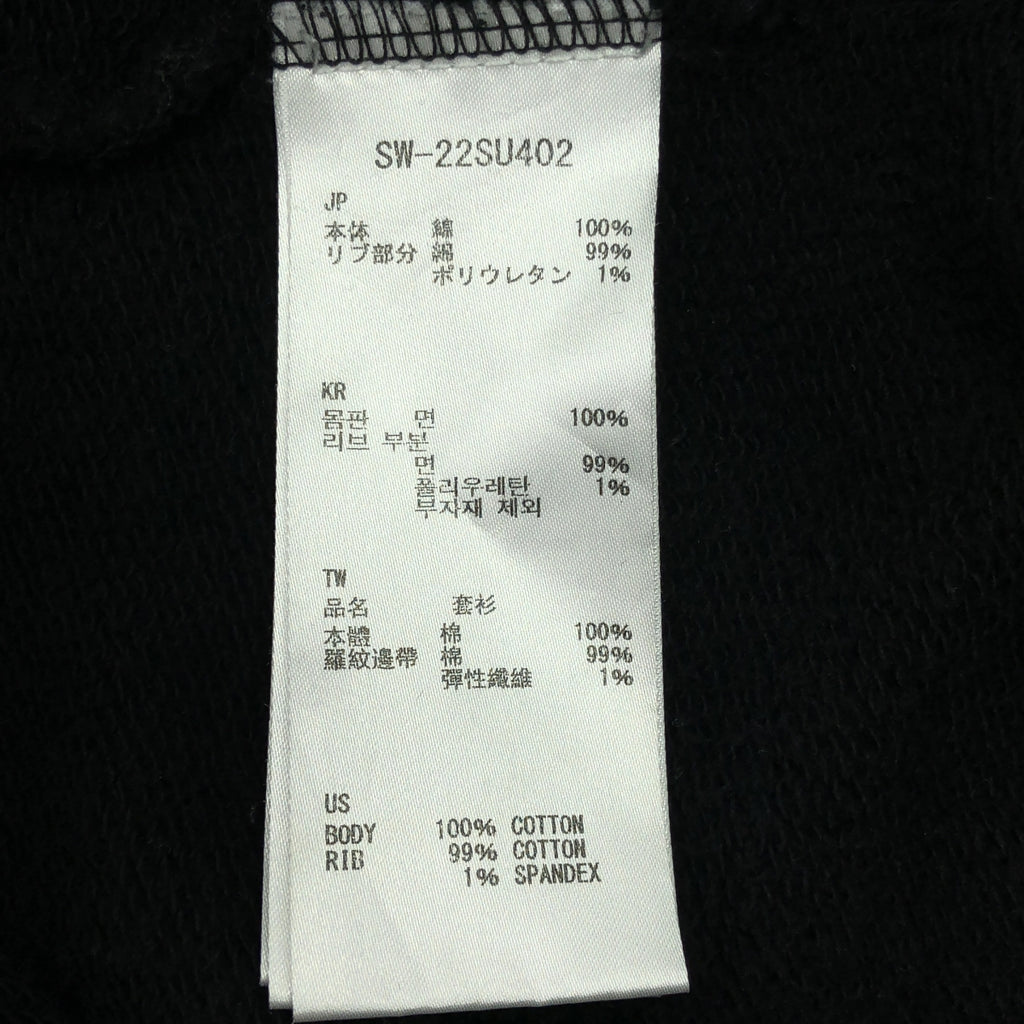 SW-22SU402
JP
本体 綿 100%
リブ部分 綿 99%
ポリウレタン 1%
KR
몸판 면 100%
리브 부분
면 99%
폴리우레탄 1%
부자재 제외
TW
品名 套衫
本體 棉 100%
羅紋邊帶 棉 99%
彈性纖維 1%
US
BODY 100% COTTON
RIB 99% COTTON
1% SPANDEX